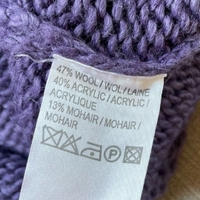 47% WOOL / WOL / LAINE
40% ACRYLIC / ACRYLIC /
ACRYLIQUE
13% MOHAIR / MOHAIR /
MOHAIR
P